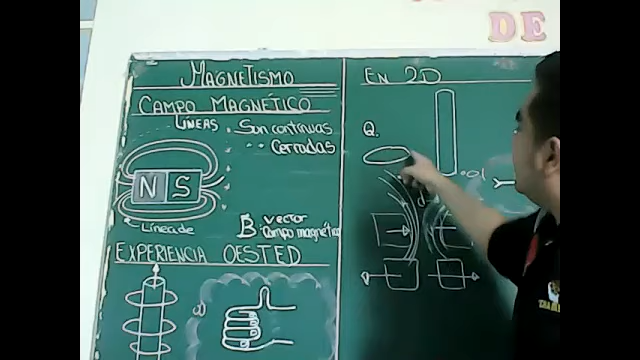 DE
MAGNETISMO
CAMPO MAGNÉTICO
LÍNEAS
Son continuas
Cerradas
N S
Línea de
B: vector
campo magnético
EXPERIENCIA OESTED
a)
EN 2D
Q.